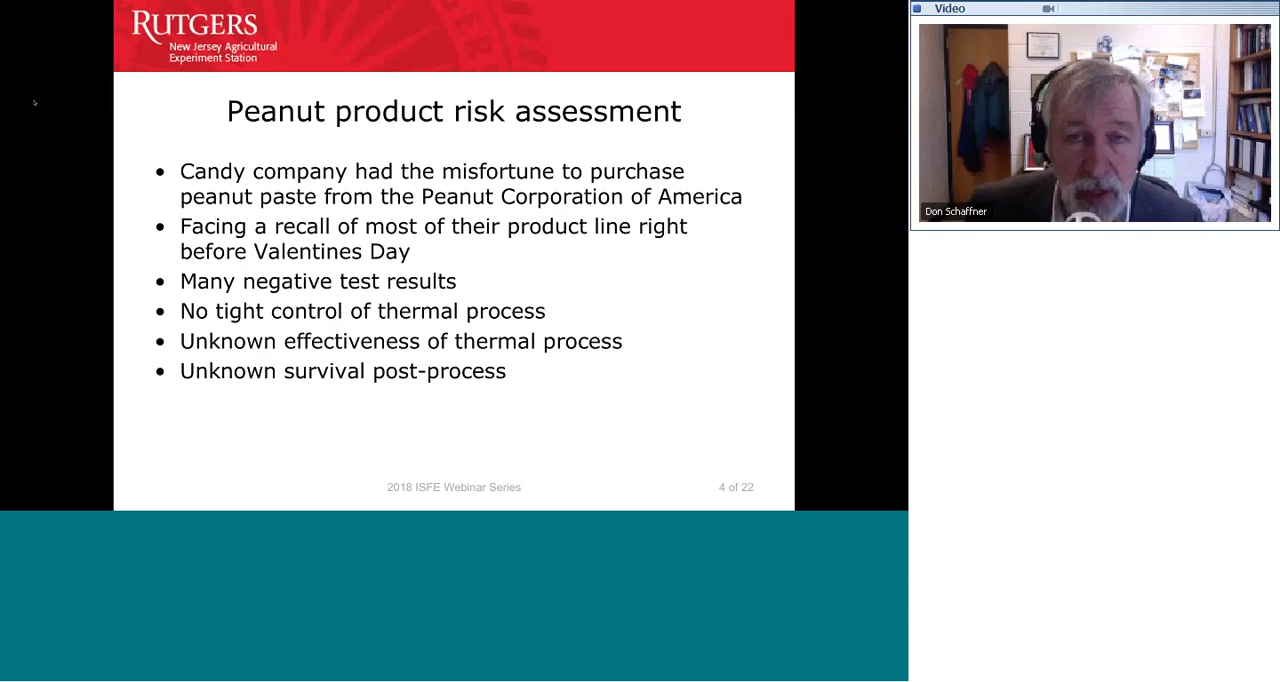 RUTGERS
New Jersey Agricultural
Experiment Station
Peanut product risk assessment
• Candy company had the misfortune to purchase
peanut paste from the Peanut Corporation of America
• Facing a recall of most of their product line right
before Valentines Day
• Many negative test results
• No tight control of thermal process
• Unknown effectiveness of thermal process
• Unknown survival post-process
2018 ISFE Webinar Series
4 of 22
Video
Don Schaffner